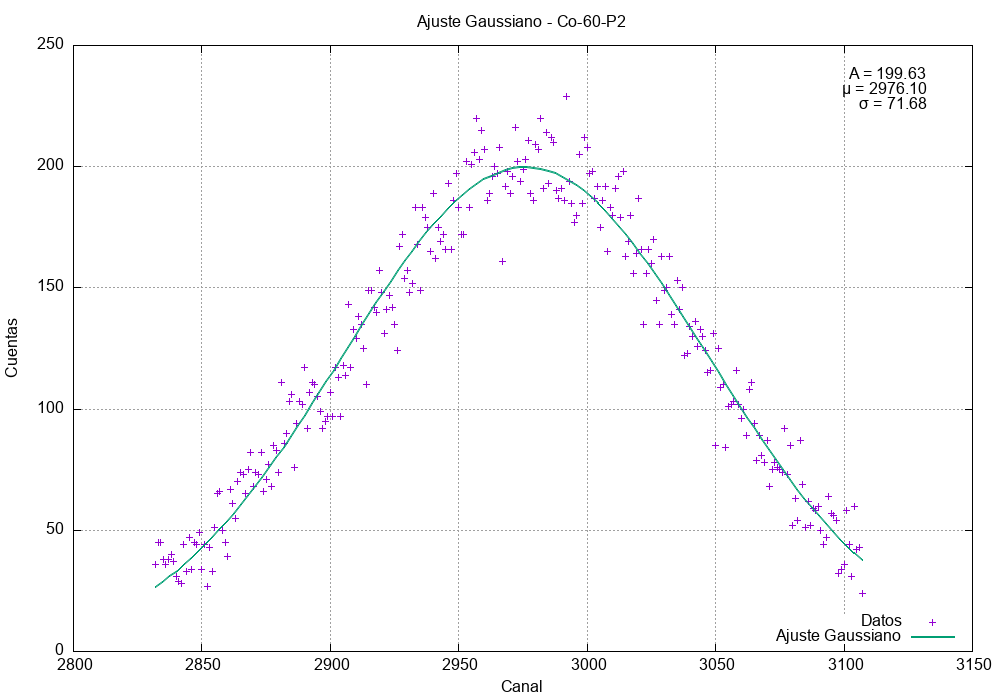 Ajuste Gaussiano - Co-60-P2
A = 199.63
μ = 2976.10
σ = 71.68
250
200
150
100
50
0
Cuentas
2800
2850
2900
2950
3000
3050
3100
3150
Canal
Datos
Ajuste Gaussiano